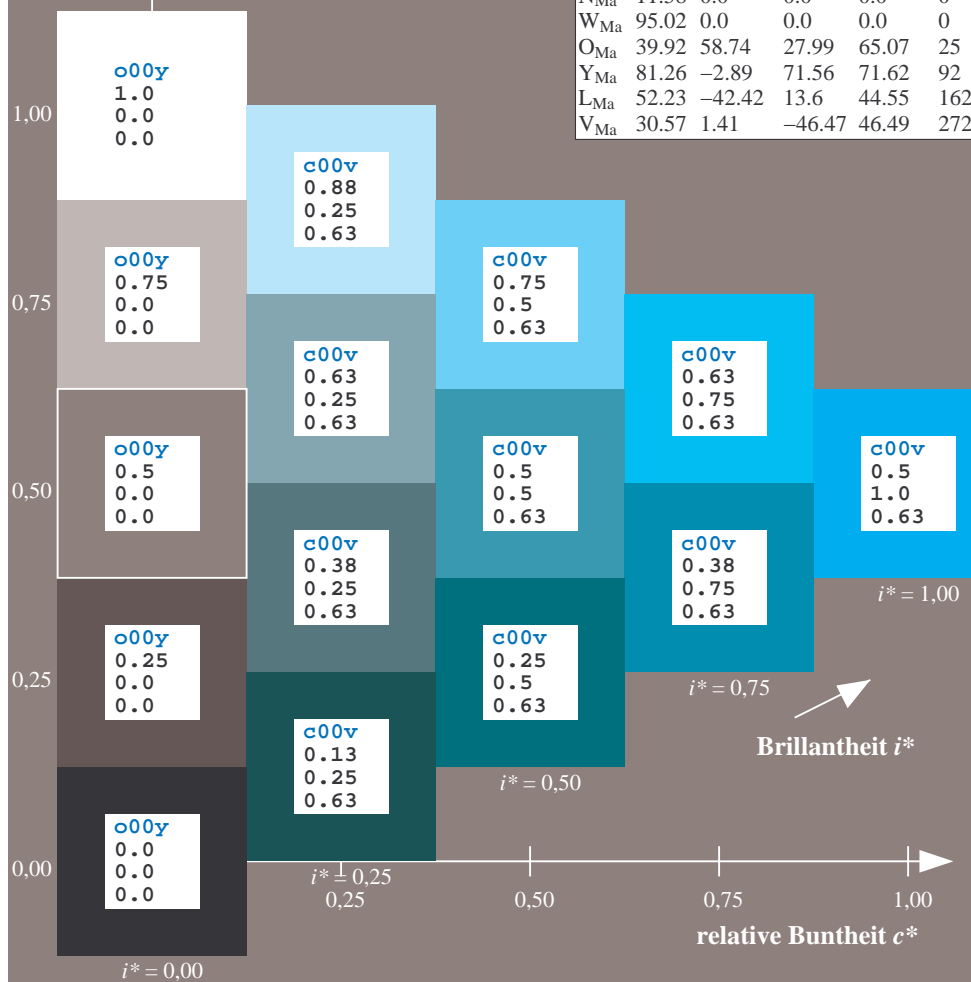 W_Ma 95.02 0.0 0.0 0.0 0
O_Ma 39.92 58.74 27.99 65.07 25
Y_Ma 81.26 −2.89 71.56 71.62 92
L_Ma 52.23 −42.42 13.6 44.55 162
V_Ma 30.57 1.41 −46.47 46.49 272
o00y
1.0
0.0
0.0
1,00
c00v
0.88
0.25
0.63
o00y
0.75
0.0
0.0
c00v
0.75
0.5
0.63
0,75
c00v
0.63
0.25
0.63
c00v
0.63
0.75
0.63
o00y
0.5
0.0
0.0
c00v
0.5
0.5
0.63
c00v
0.5
1.0
0.63
0,50
c00v
0.38
0.25
0.63
c00v
0.38
0.75
0.63
i* = 1,00
o00y
0.25
0.0
0.0
c00v
0.25
0.5
0.63
0,25
i* = 0,75
c00v
0.13
0.25
0.63
Brillantheit i*
i* = 0,50
o00y
0.0
0.0
0.0
0,00
i* = 0,25
0,25 0,50 0,75 1,00
relative Buntheit c*
i* = 0,00